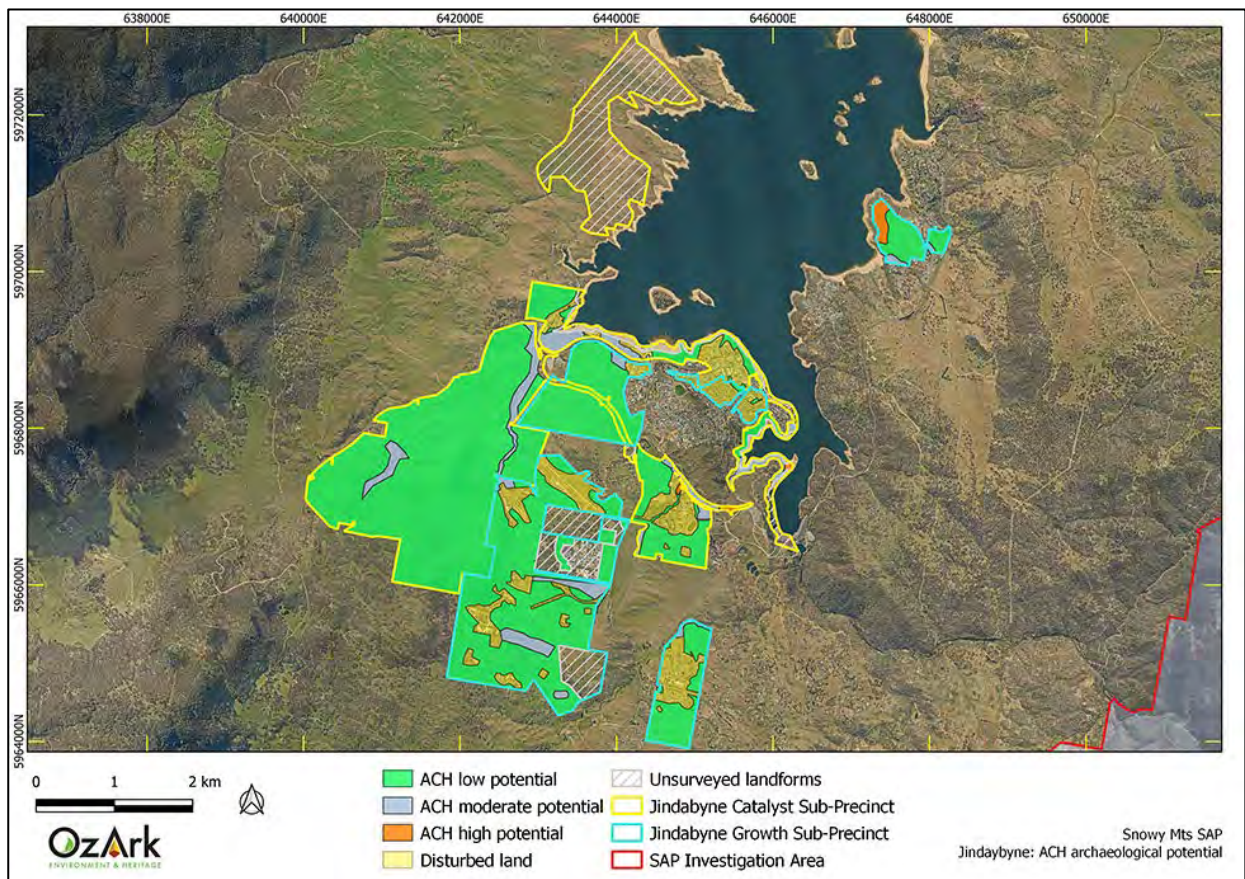 638000E 640000E 642000E 644000E 646000E 648000E 650000E
5972000N
5970000N
5968000N
5966000N
5964000N
0 1 2 km
OzArk
ENVIRONMENT & HERITAGE
ACH low potential
ACH moderate potential
ACH high potential
Disturbed land
Unsurveyed landforms
Jindabyne Catalyst Sub-Precinct
Jindabyne Growth Sub-Precinct
SAP Investigation Area
Snowy Mts SAP
Jindaybyne: ACH archaeological potential